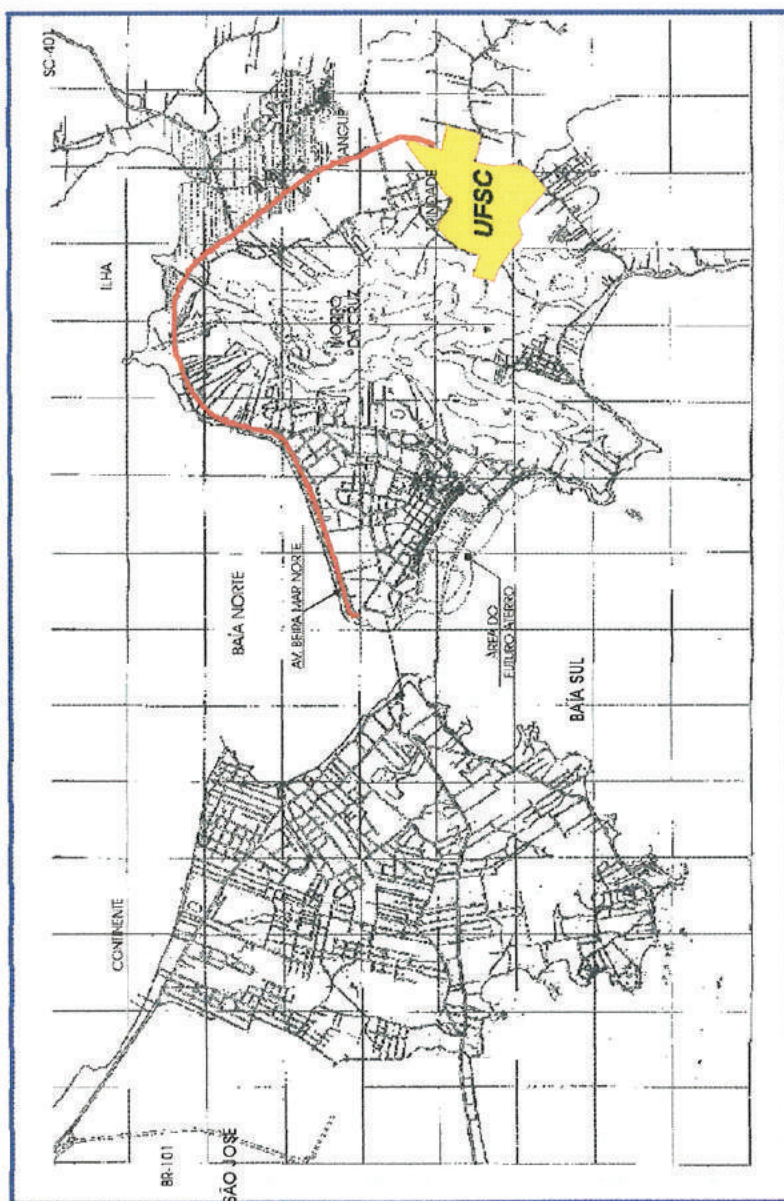 SC-401
ILHA
MANGUE
TRINDADE
UFSC
MORRO
DA CRUZ
BAÍA NORTE
AV. BEIRA MAR NORTE
ÁREA DO
FUTURO ATERRO
BAÍA SUL
CONTINENTE
BR-101
SÃO JOSÉ